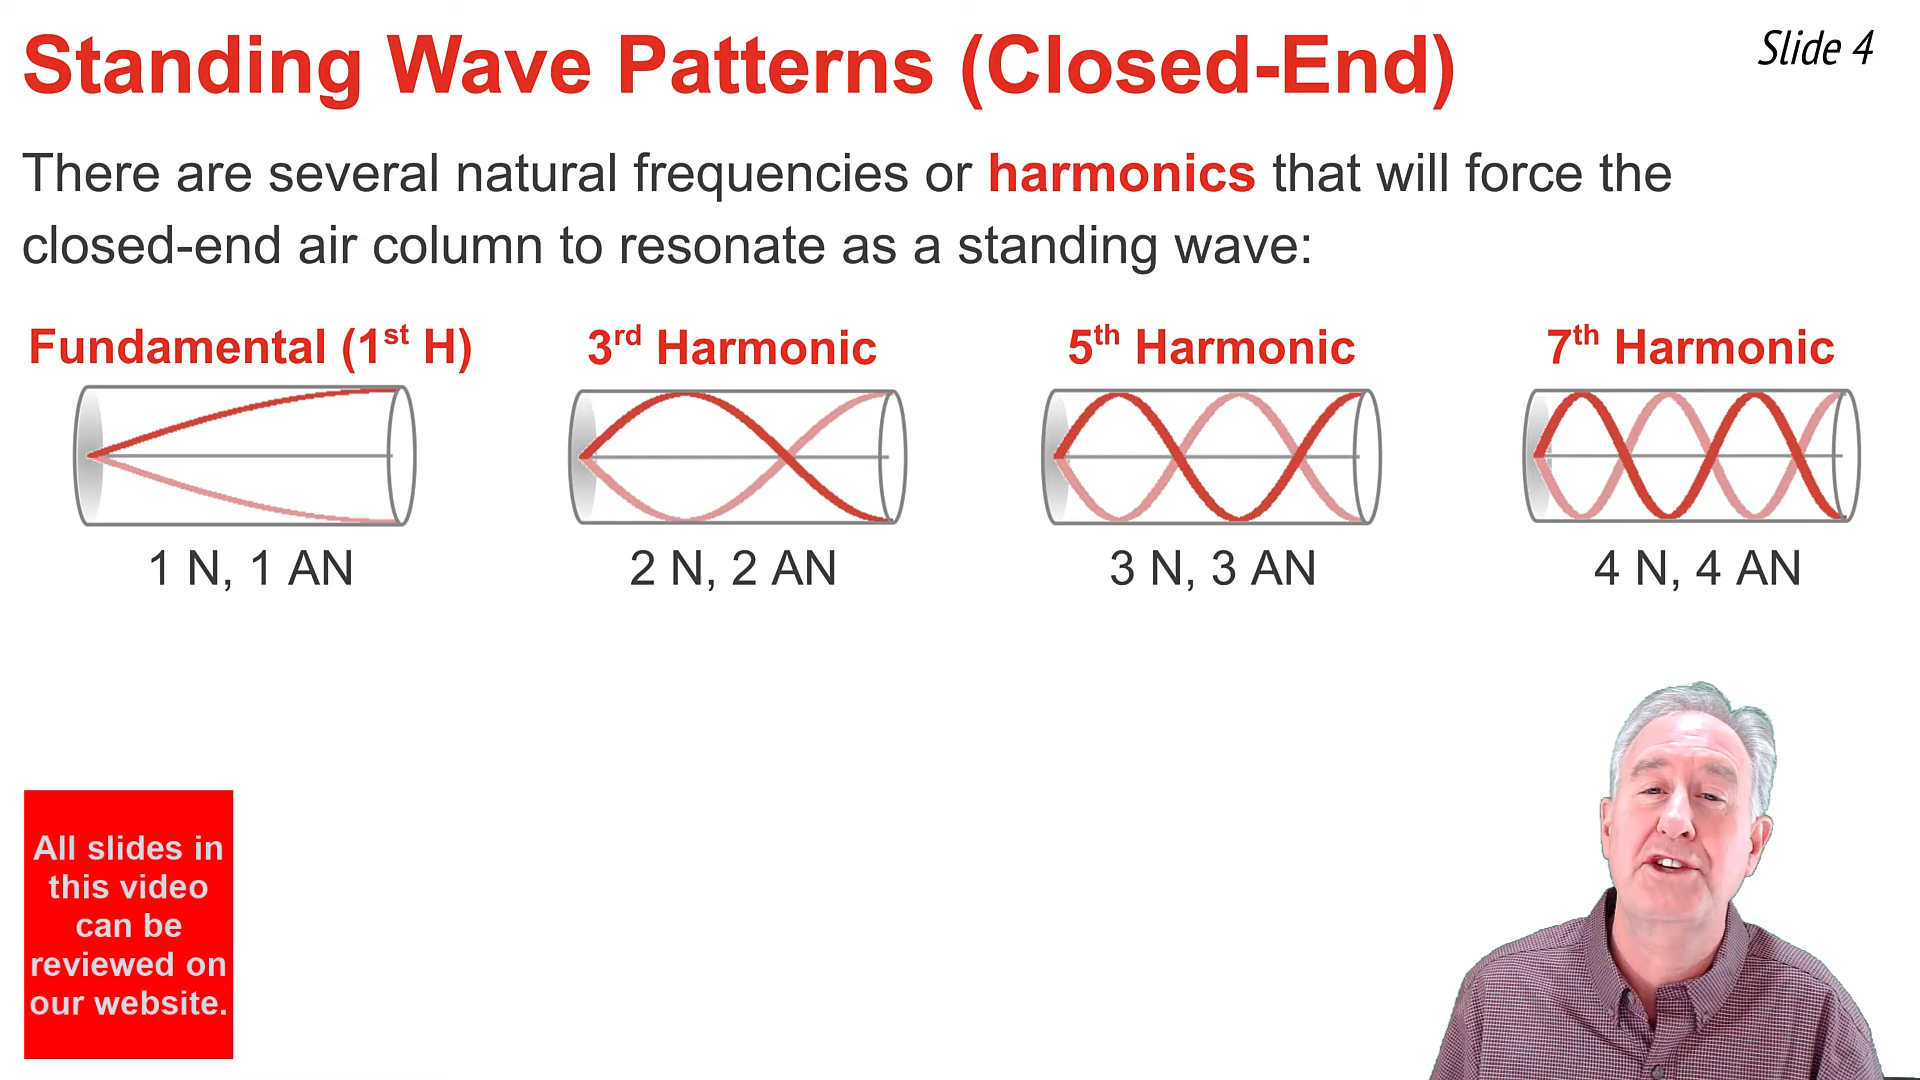 Standing Wave Patterns (Closed-End)
Slide 4
There are several natural frequencies or harmonics that will force the
closed-end air column to resonate as a standing wave:
Fundamental (1st H)
3rd Harmonic
5th Harmonic
7th Harmonic
1 N, 1 AN
2 N, 2 AN
3 N, 3 AN
4 N, 4 AN
All slides in
this video
can be
reviewed on
our website.